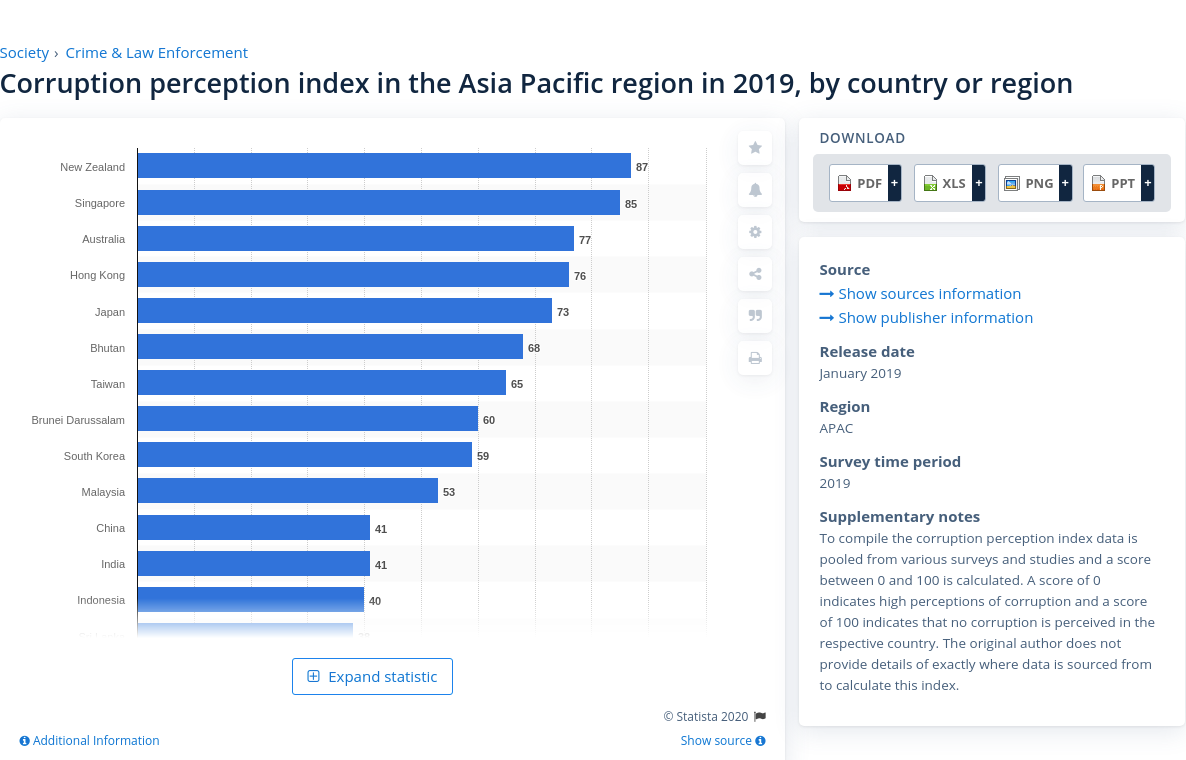 Society › Crime & Law Enforcement
Corruption perception index in the Asia Pacific region in 2019, by country or region
New Zealand 87
Singapore 85
Australia 77
Hong Kong 76
Japan 73
Bhutan 68
Taiwan 65
Brunei Darussalam 60
South Korea 59
Malaysia 53
China 41
India 41
Indonesia 40
Expand statistic
© Statista 2020
Additional Information
Show source
DOWNLOAD
PDF + XLS + PNG + PPT +
Source
Show sources information
Show publisher information
Release date
January 2019
Region
APAC
Survey time period
2019
Supplementary notes
To compile the corruption perception index data is
pooled from various surveys and studies and a score
between 0 and 100 is calculated. A score of 0
indicates high perceptions of corruption and a score
of 100 indicates that no corruption is perceived in the
respective country. The original author does not
provide details of exactly where data is sourced from
to calculate this index.